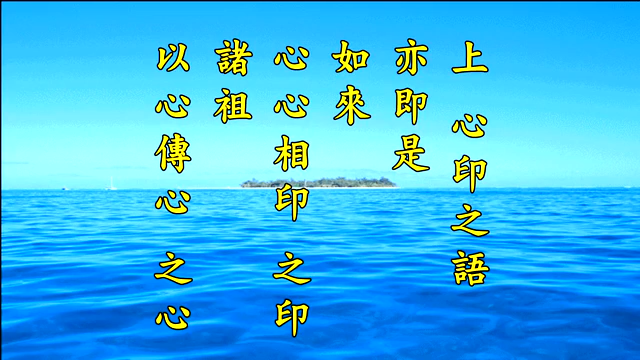 上 心印之語
亦即是
如來
心心相印 之印
諸祖
以心傳心 之心